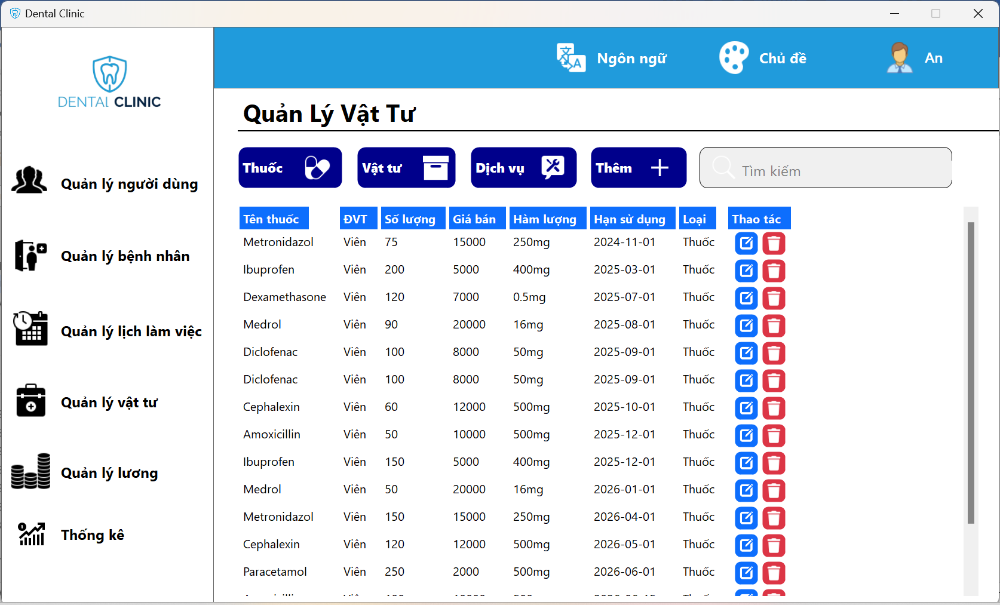 Dental Clinic
Ngôn ngữ
Chủ đề
An
DENTAL CLINIC
Quản Lý Vật Tư
Thuốc
Vật tư
Dịch vụ
Thêm
Tìm kiếm
Quản lý người dùng
Quản lý bệnh nhân
Quản lý lịch làm việc
Quản lý vật tư
Quản lý lương
Thống kê
Tên thuốc ĐVT Số lượng Giá bán Hàm lượng Hạn sử dụng Loại Thao tác
Metronidazol Viên 75 15000 250mg 2024-11-01 Thuốc
Ibuprofen Viên 200 5000 400mg 2025-03-01 Thuốc
Dexamethasone Viên 120 7000 0.5mg 2025-07-01 Thuốc
Medrol Viên 90 20000 16mg 2025-08-01 Thuốc
Diclofenac Viên 100 8000 50mg 2025-09-01 Thuốc
Diclofenac Viên 100 8000 50mg 2025-09-01 Thuốc
Cephalexin Viên 60 12000 500mg 2025-10-01 Thuốc
Amoxicillin Viên 50 10000 500mg 2025-12-01 Thuốc
Ibuprofen Viên 150 5000 400mg 2025-12-01 Thuốc
Medrol Viên 50 20000 16mg 2026-01-01 Thuốc
Metronidazol Viên 150 15000 250mg 2026-04-01 Thuốc
Cephalexin Viên 120 12000 500mg 2026-05-01 Thuốc
Paracetamol Viên 250 2000 500mg 2026-06-01 Thuốc